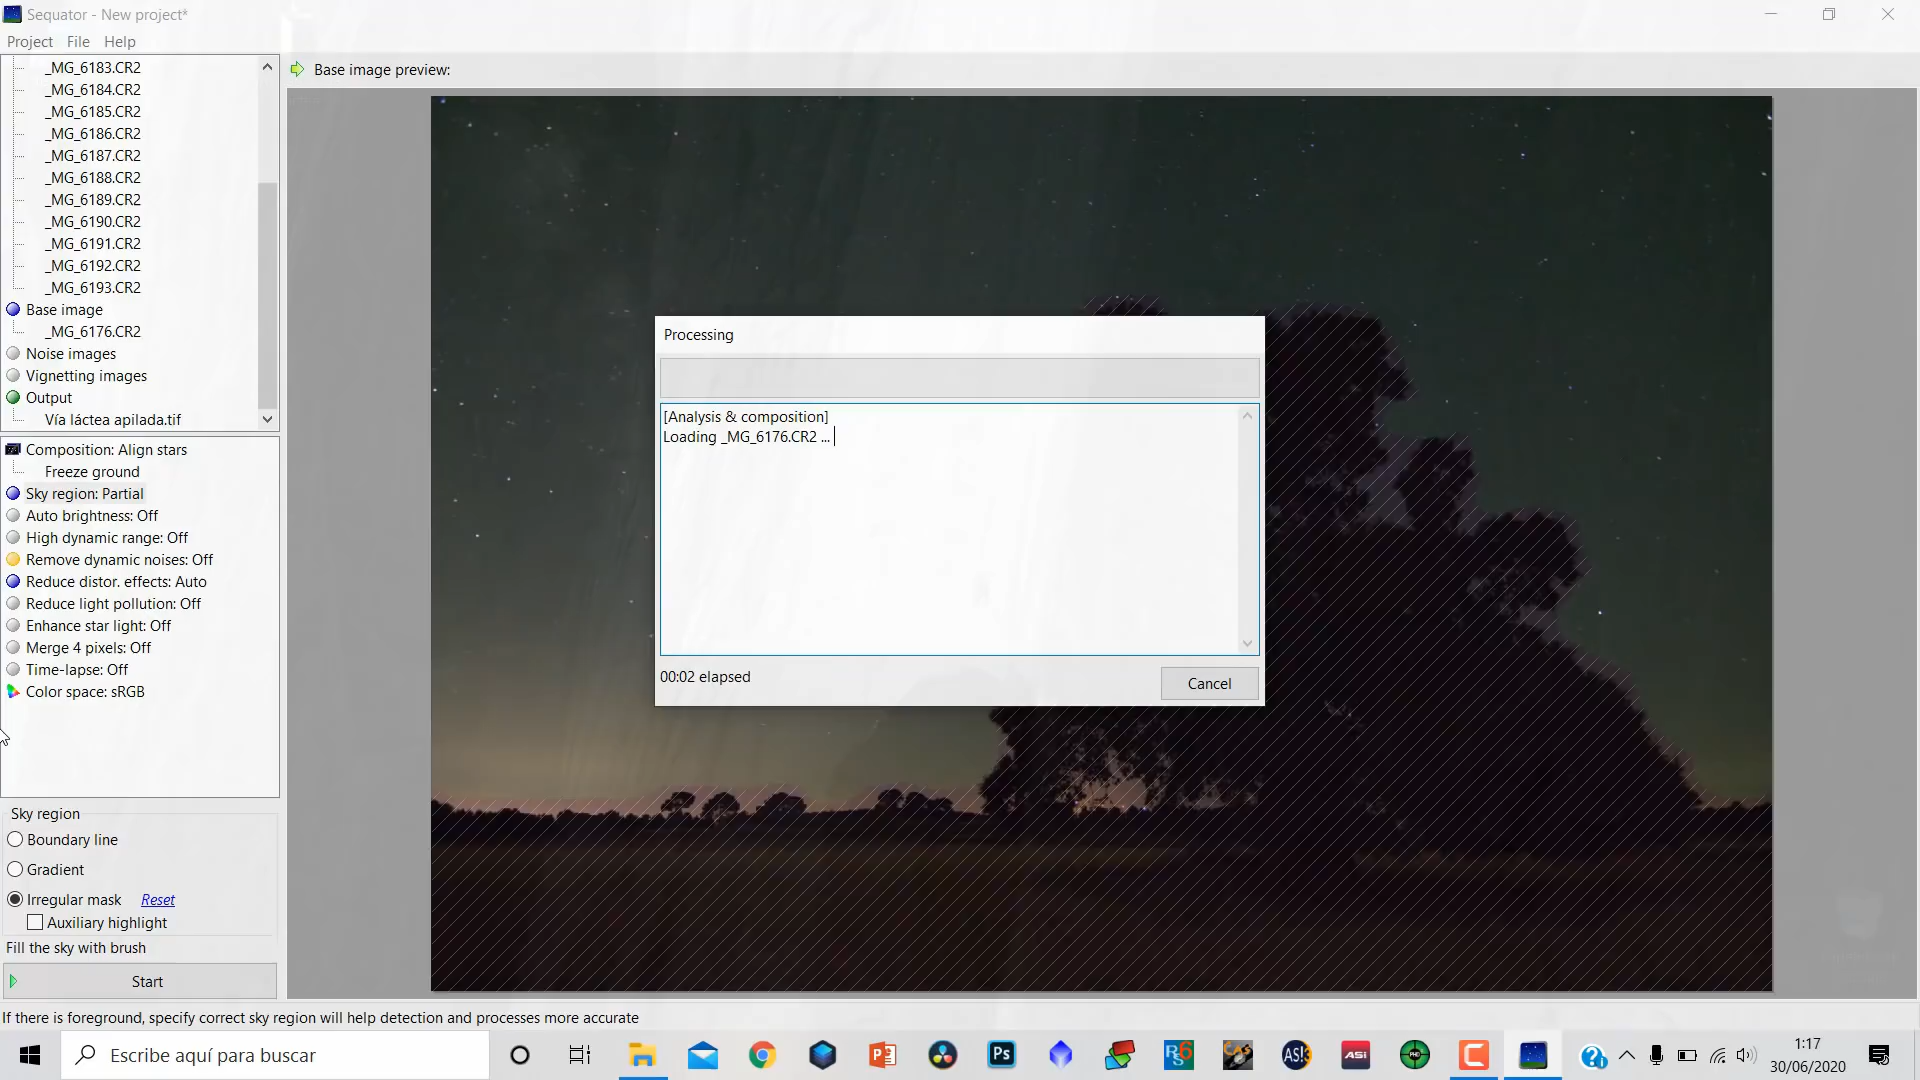 Sequator - New project*
Project File Help
_MG_6183.CR2
_MG_6184.CR2
_MG_6185.CR2
_MG_6186.CR2
_MG_6187.CR2
_MG_6188.CR2
_MG_6189.CR2
_MG_6190.CR2
_MG_6191.CR2
_MG_6192.CR2
_MG_6193.CR2
Base image
_MG_6176.CR2
Noise images
Vignetting images
Output
Vía láctea apilada.tif
Composition: Align stars
Freeze ground
Sky region: Partial
Auto brightness: Off
High dynamic range: Off
Remove dynamic noises: Off
Reduce distor. effects: Auto
Reduce light pollution: Off
Enhance star light: Off
Merge 4 pixels: Off
Time-lapse: Off
Color space: sRGB
Sky region
Boundary line
Gradient
Irregular mask Reset
Auxiliary highlight
Fill the sky with brush
Start
If there is foreground, specify correct sky region will help detection and processes more accurate
Base image preview:
Processing
[Analysis & composition]
Loading _MG_6176.CR2 ...
00:02 elapsed
Cancel
Escribe aquí para buscar
Ps
RS6
ASI
1:17
30/06/2020